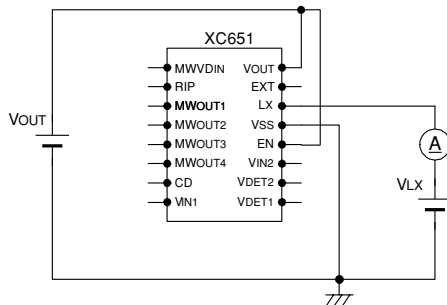 XC651
MWVDIN VOUT
RIP EXT
MWOUT1 LX
MWOUT2 VSS
MWOUT3 EN
MWOUT4 VIN2
CD VDET2
VIN1 VDET1
VOUT
A
VLX